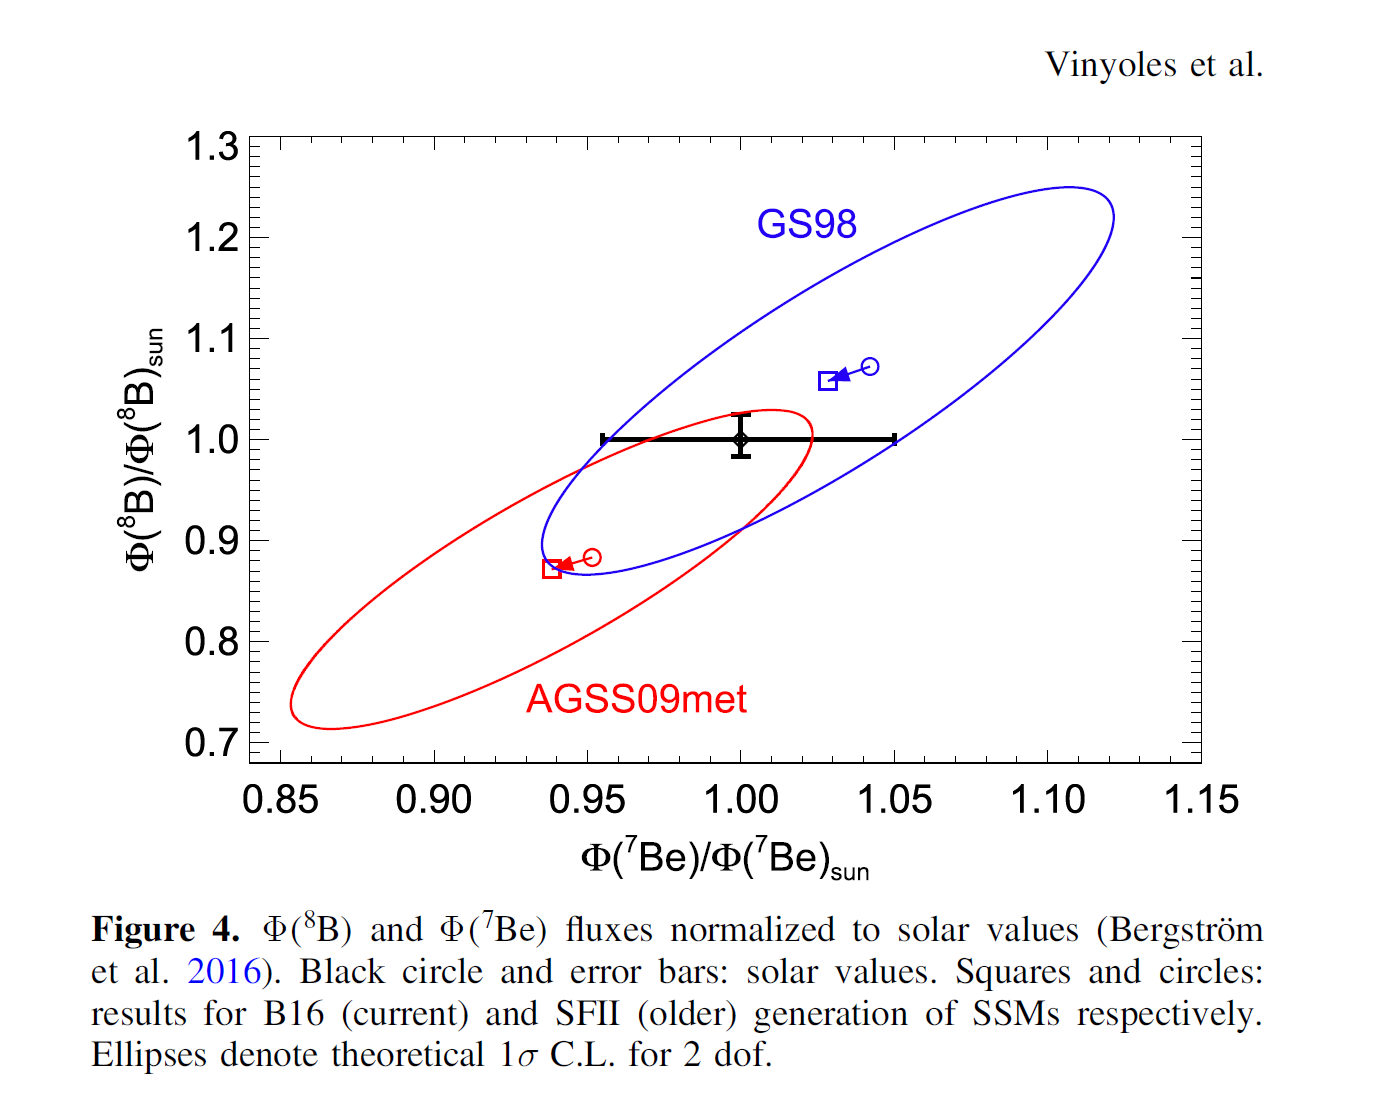 Vinyoles et al.
1.3
GS98
1.2
1.1
1.0
0.9
0.8
AGSS09met
0.7
Φ(⁸B)/Φ(⁸B)sun
0.85 0.90 0.95 1.00 1.05 1.10 1.15
Φ(⁷Be)/Φ(⁷Be)sun
Figure 4. Φ(⁸B) and Φ(⁷Be) fluxes normalized to solar values (Bergström
et al. 2016). Black circle and error bars: solar values. Squares and circles:
results for B16 (current) and SFII (older) generation of SSMs respectively.
Ellipses denote theoretical 1σ C.L. for 2 dof.